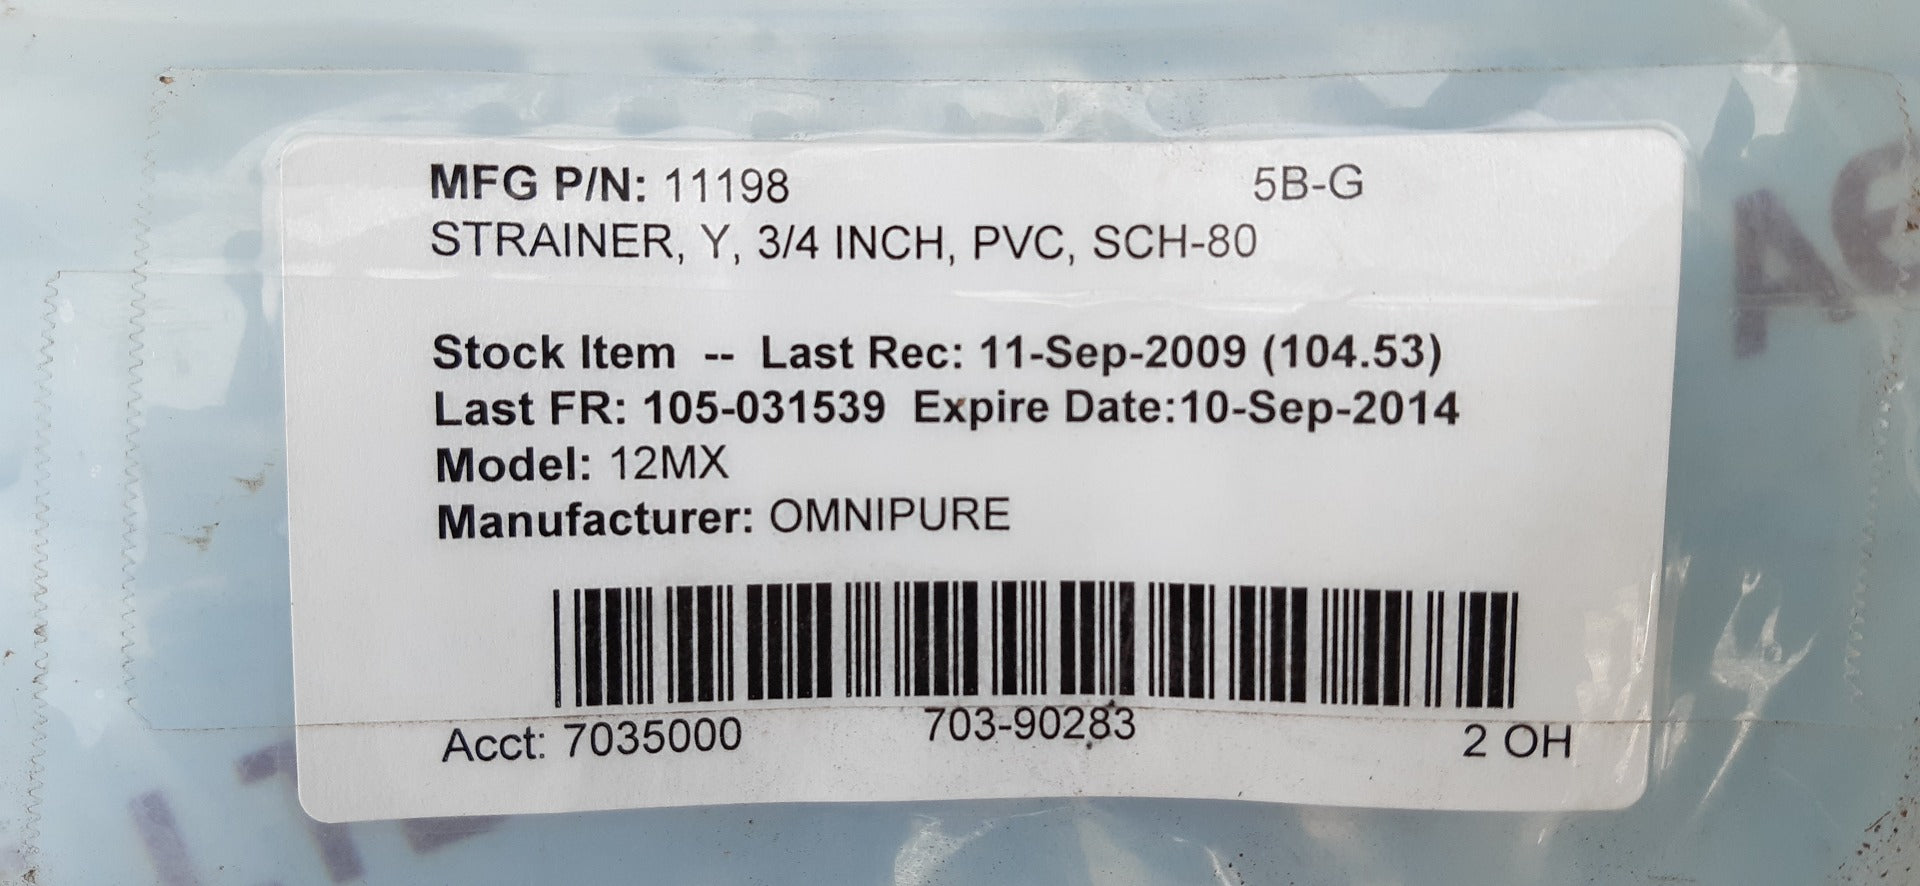 MFG P/N: 11198 5B-G
STRAINER, Y, 3/4 INCH, PVC, SCH-80
Stock Item -- Last Rec: 11-Sep-2009 (104.53)
Last FR: 105-031539 Expire Date:10-Sep-2014
Model: 12MX
Manufacturer: OMNIPURE
Acct: 7035000 703-90283 2 OH